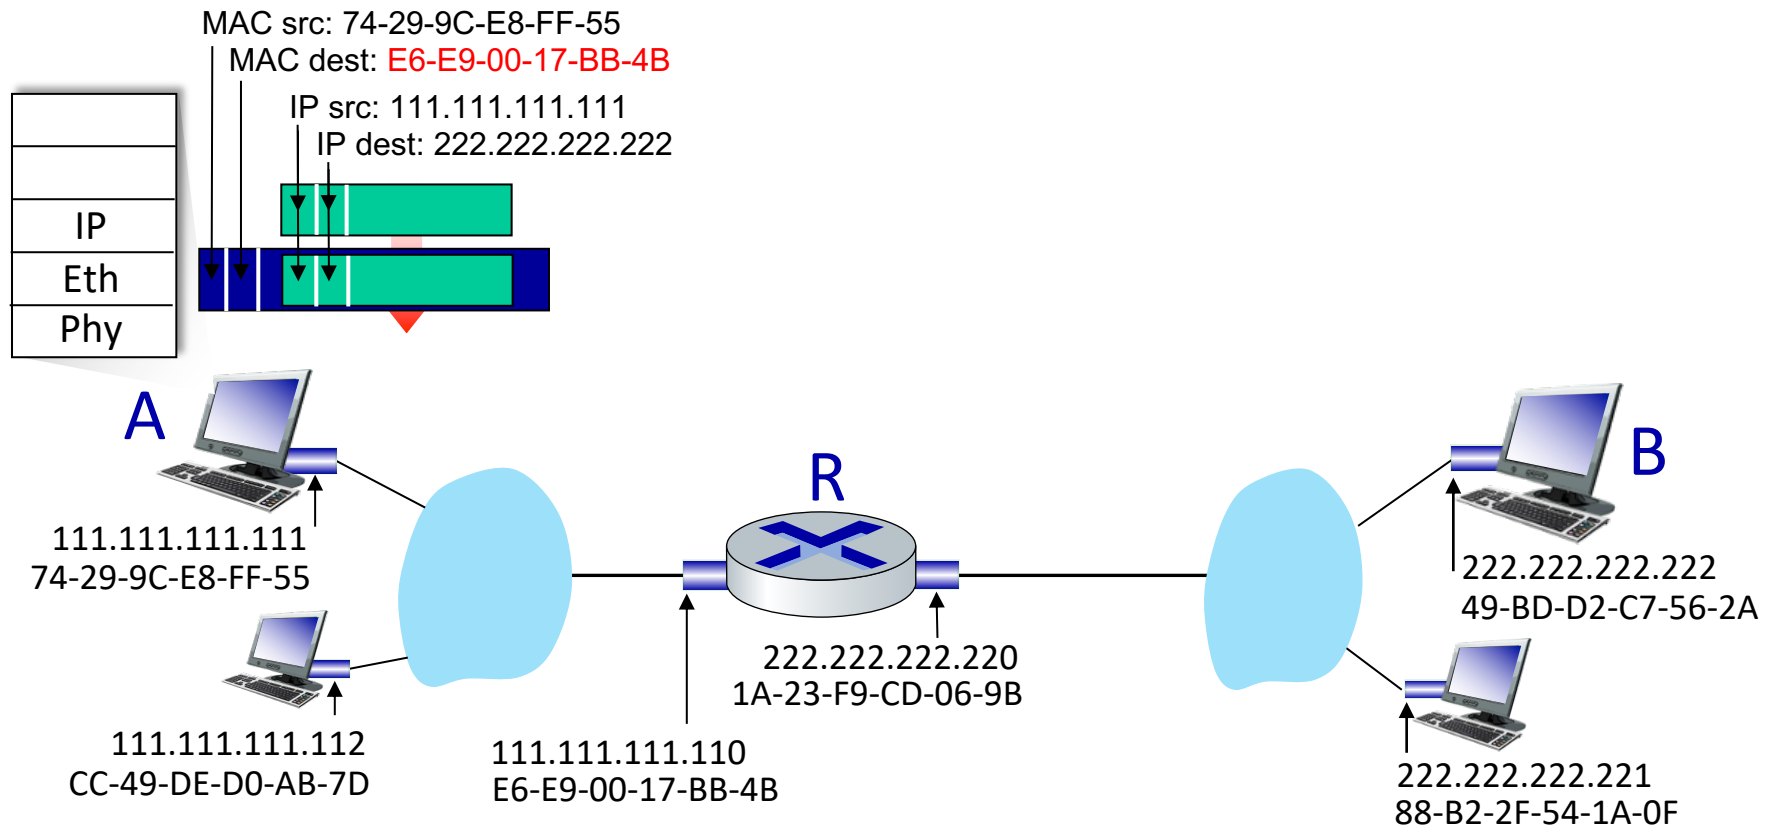 MAC src: 74-29-9C-E8-FF-55
MAC dest: E6-E9-00-17-BB-4B
IP src: 111.111.111.111
IP dest: 222.222.222.222
IP
Eth
Phy
A
111.111.111.111
74-29-9C-E8-FF-55
111.111.111.112
CC-49-DE-D0-AB-7D
R
111.111.111.110
E6-E9-00-17-BB-4B
222.222.222.220
1A-23-F9-CD-06-9B
B
222.222.222.222
49-BD-D2-C7-56-2A
222.222.222.221
88-B2-2F-54-1A-0F